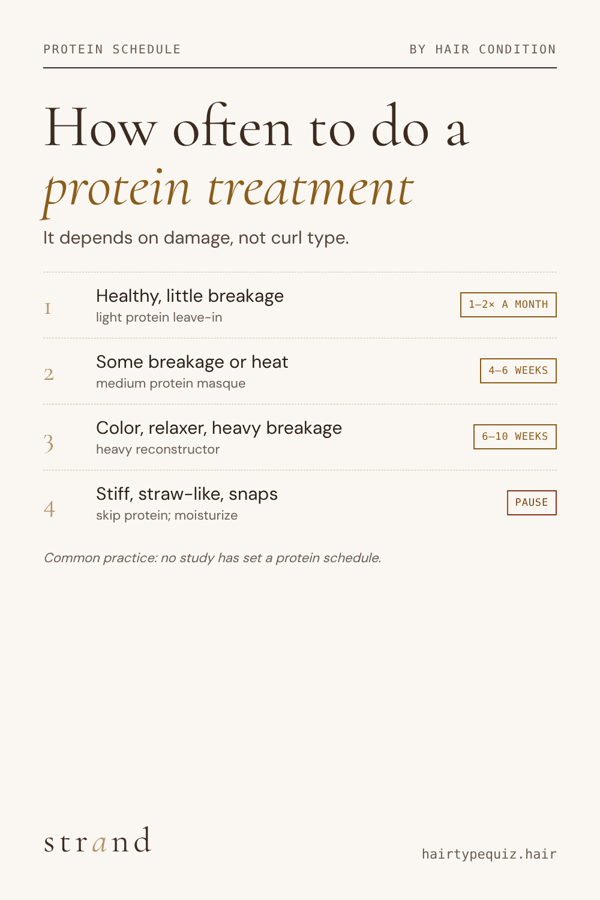 PROTEIN SCHEDULE BY HAIR CONDITION
How often to do a
protein treatment
It depends on damage, not curl type.
1 Healthy, little breakage 1–2× A MONTH
light protein leave-in
2 Some breakage or heat 4–6 WEEKS
medium protein masque
3 Color, relaxer, heavy breakage 6–10 WEEKS
heavy reconstructor
4 Stiff, straw-like, snaps PAUSE
skip protein; moisturize
Common practice: no study has set a protein schedule.
strand hairtypequiz.hair